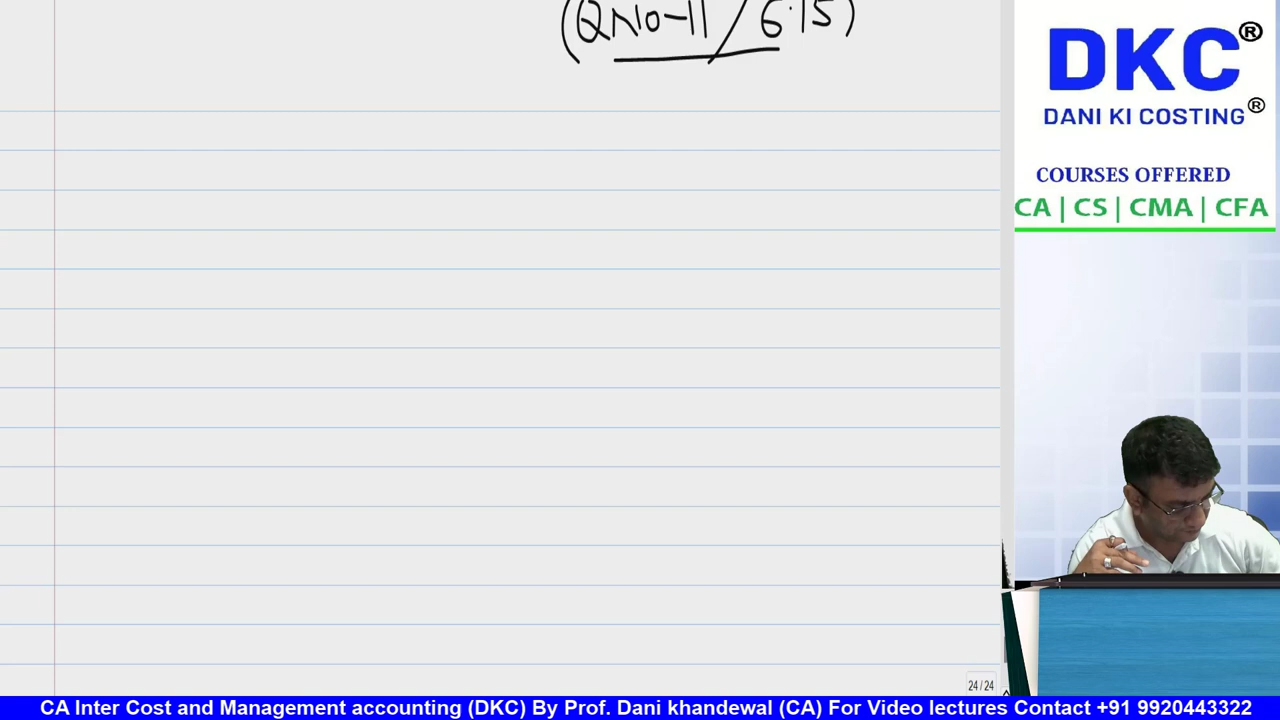 (QNo-11 / 6.15)
DKC®
DANI KI COSTING®
COURSES OFFERED
CA | CS | CMA | CFA
24 / 24
CA Inter Cost and Management accounting (DKC) By Prof. Dani khandewal (CA) For Video lectures Contact +91 9920443322